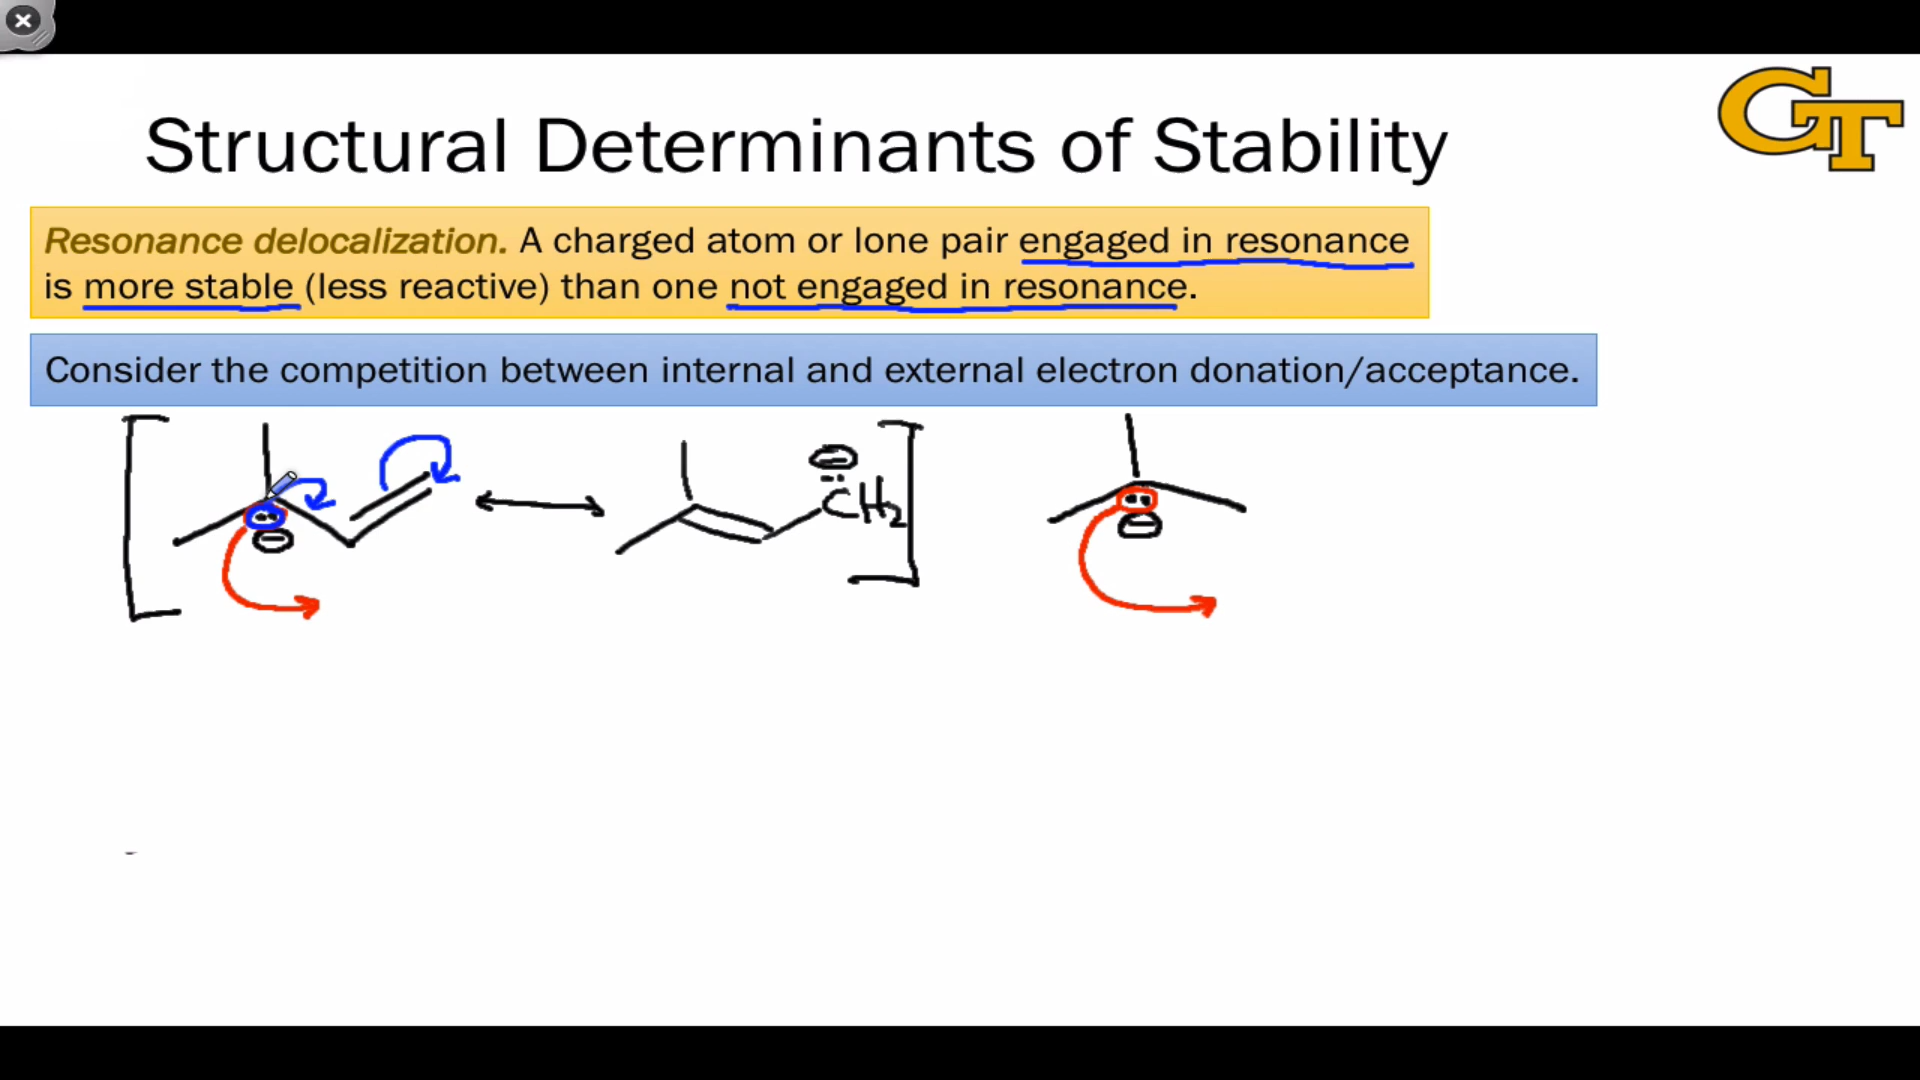 GT
Structural Determinants of Stability
Resonance delocalization. A charged atom or lone pair engaged in resonance
is more stable (less reactive) than one not engaged in resonance.
Consider the competition between internal and external electron donation/acceptance.
CH2